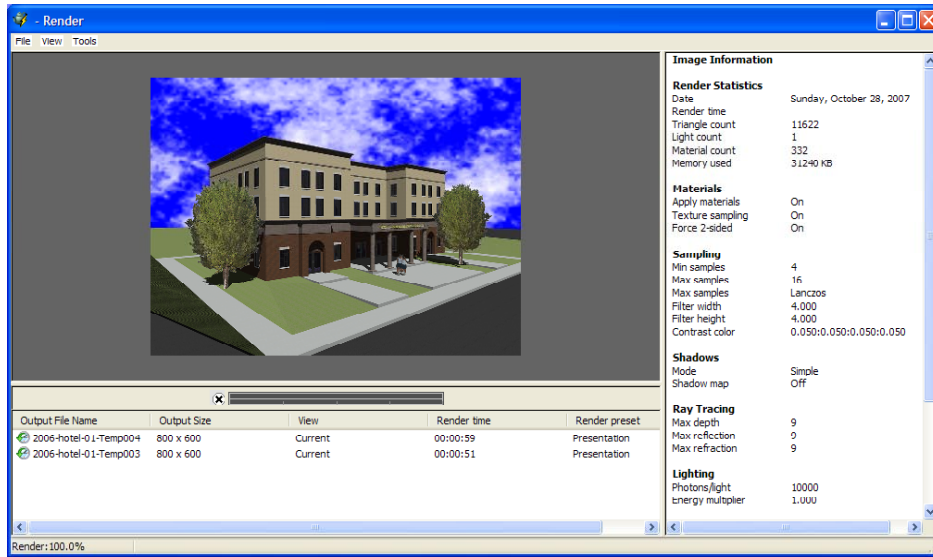 - Render
File View Tools
Image Information
Render Statistics
Date Sunday, October 28, 2007
Render time
Triangle count 11622
Light count 1
Material count 332
Memory used 31240 KB
Materials
Apply materials On
Texture sampling On
Force 2-sided On
Sampling
Min samples 4
Max samples 16
Max samples Lanczos
Filter width 4.000
Filter height 4.000
Contrast color 0.050:0.050:0.050:0.050
Shadows
Mode Simple
Shadow map Off
Ray Tracing
Max depth 9
Max reflection 9
Max refraction 9
Lighting
Photons/light 10000
Energy multiplier 1.000
Output File Name Output Size View Render time Render preset
2006-hotel-01-Temp004 800 x 600 Current 00:00:59 Presentation
2006-hotel-01-Temp003 800 x 600 Current 00:00:51 Presentation
Render:100.0%